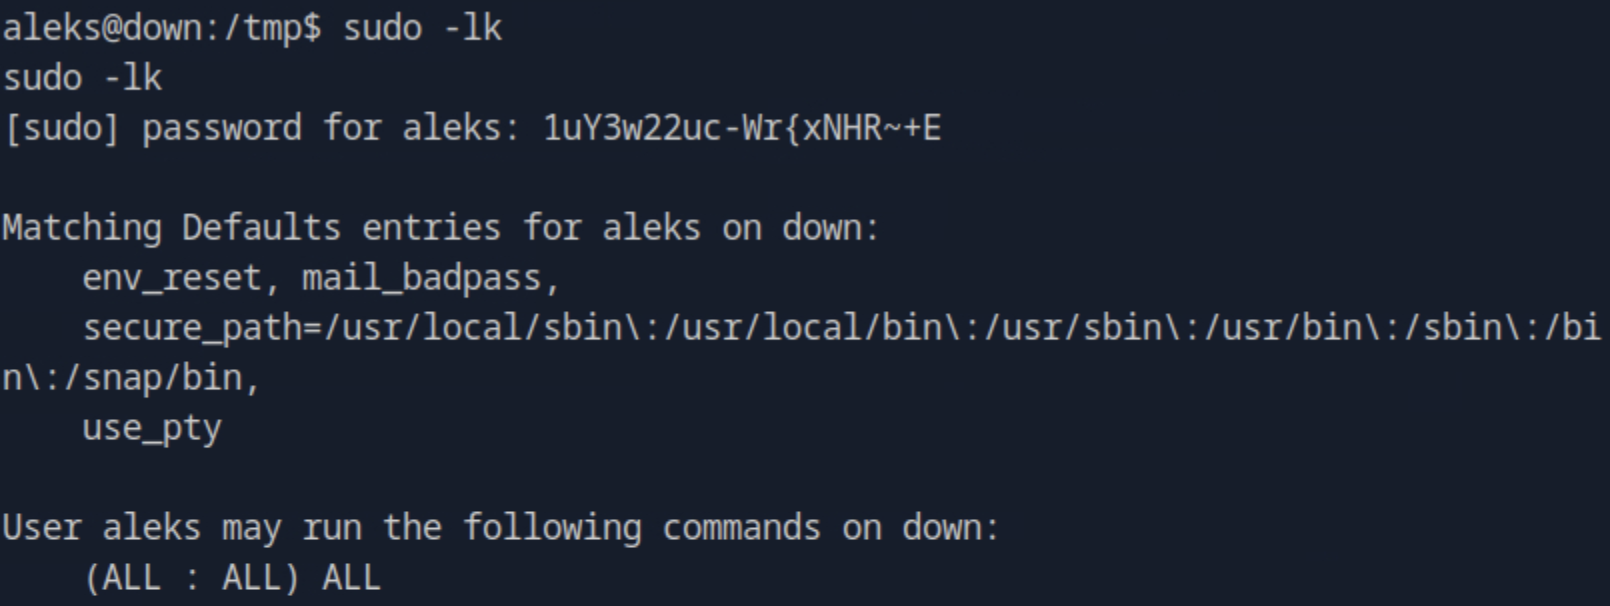 aleks@down:/tmp$ sudo -lk
sudo -lk
[sudo] password for aleks: 1uY3w22uc-Wr{xNHR~+E

Matching Defaults entries for aleks on down:
    env_reset, mail_badpass,
    secure_path=/usr/local/sbin\:/usr/local/bin\:/usr/sbin\:/usr/bin\:/sbin\:/bi
n\:/snap/bin,
    use_pty

User aleks may run the following commands on down:
    (ALL : ALL) ALL